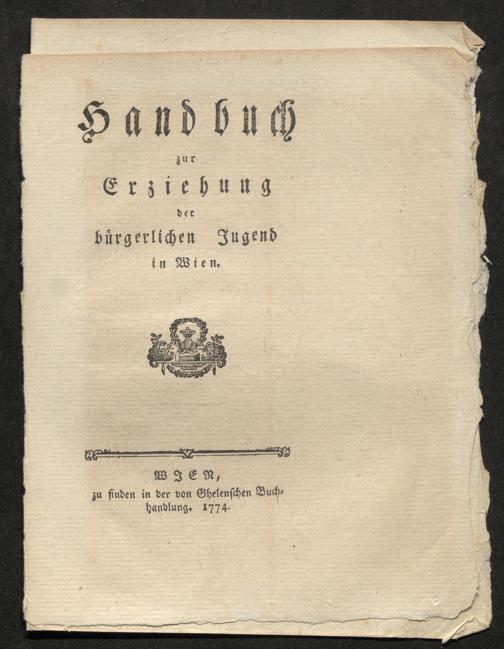 Handbuch
zur
Erziehung
der
bürgerlichen Jugend
in Wien.
WIEN,
zu finden in der von Ghelenschen Buch-
handlung. 1774.